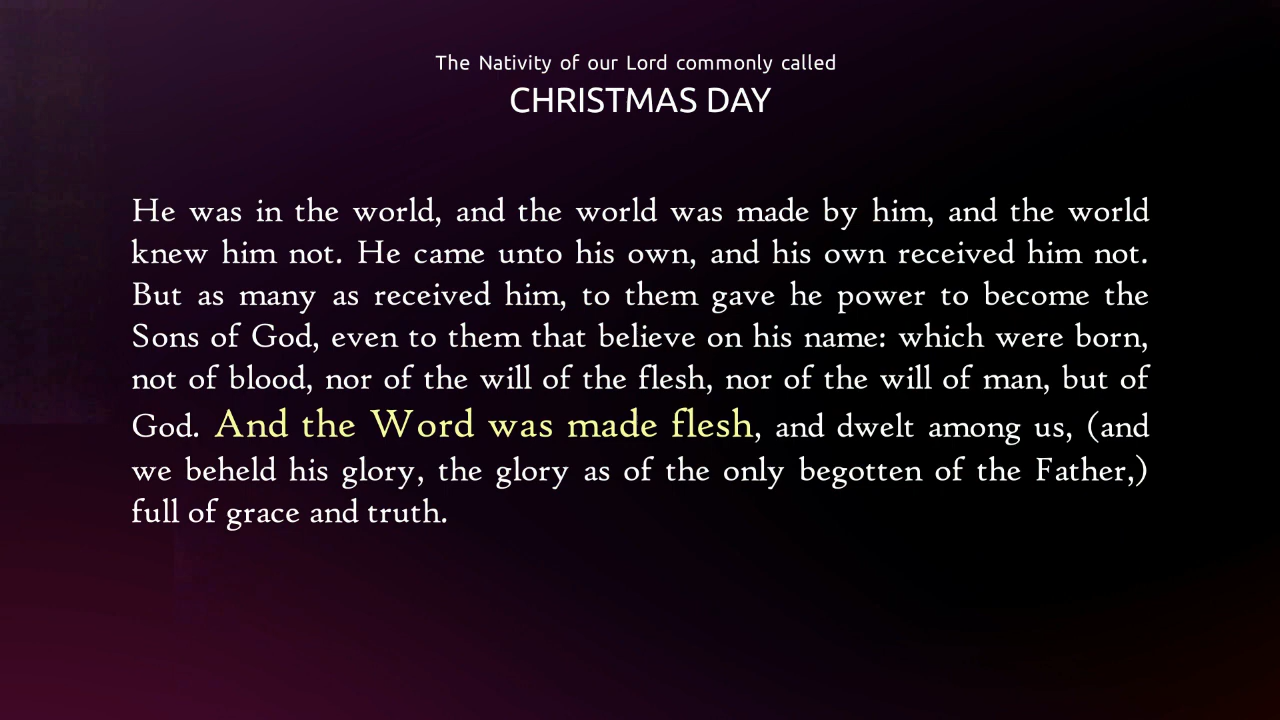 The Nativity of our Lord commonly called
CHRISTMAS DAY
He was in the world, and the world was made by him, and the world
knew him not. He came unto his own, and his own received him not.
But as many as received him, to them gave he power to become the
Sons of God, even to them that believe on his name: which were born,
not of blood, nor of the will of the flesh, nor of the will of man, but of
God. And the Word was made flesh, and dwelt among us, (and
we beheld his glory, the glory as of the only begotten of the Father,)
full of grace and truth.